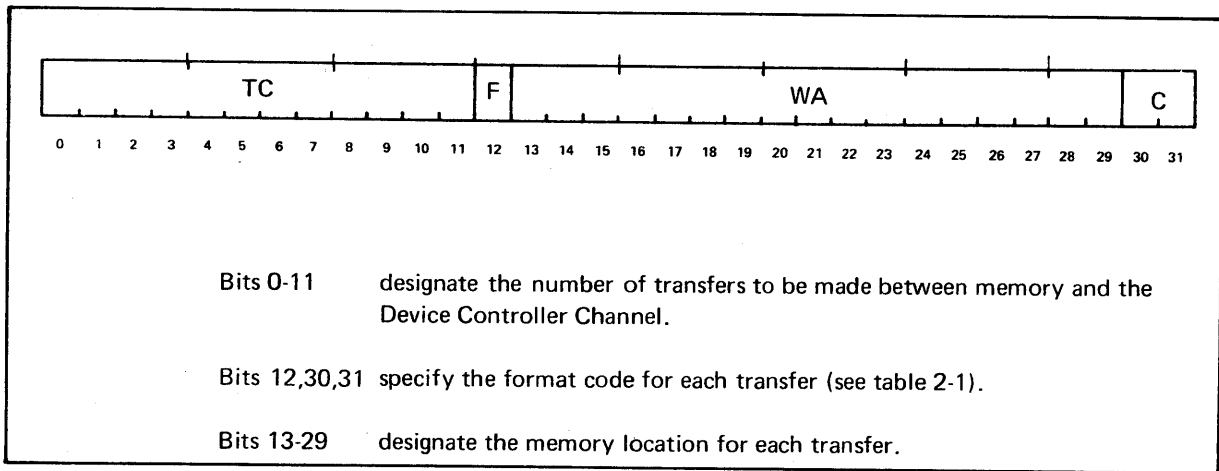 TC F WA C
0 1 2 3 4 5 6 7 8 9 10 11 12 13 14 15 16 17 18 19 20 21 22 23 24 25 26 27 28 29 30 31
Bits 0-11 designate the number of transfers to be made between memory and the
Device Controller Channel.
Bits 12,30,31 specify the format code for each transfer (see table 2-1).
Bits 13-29 designate the memory location for each transfer.